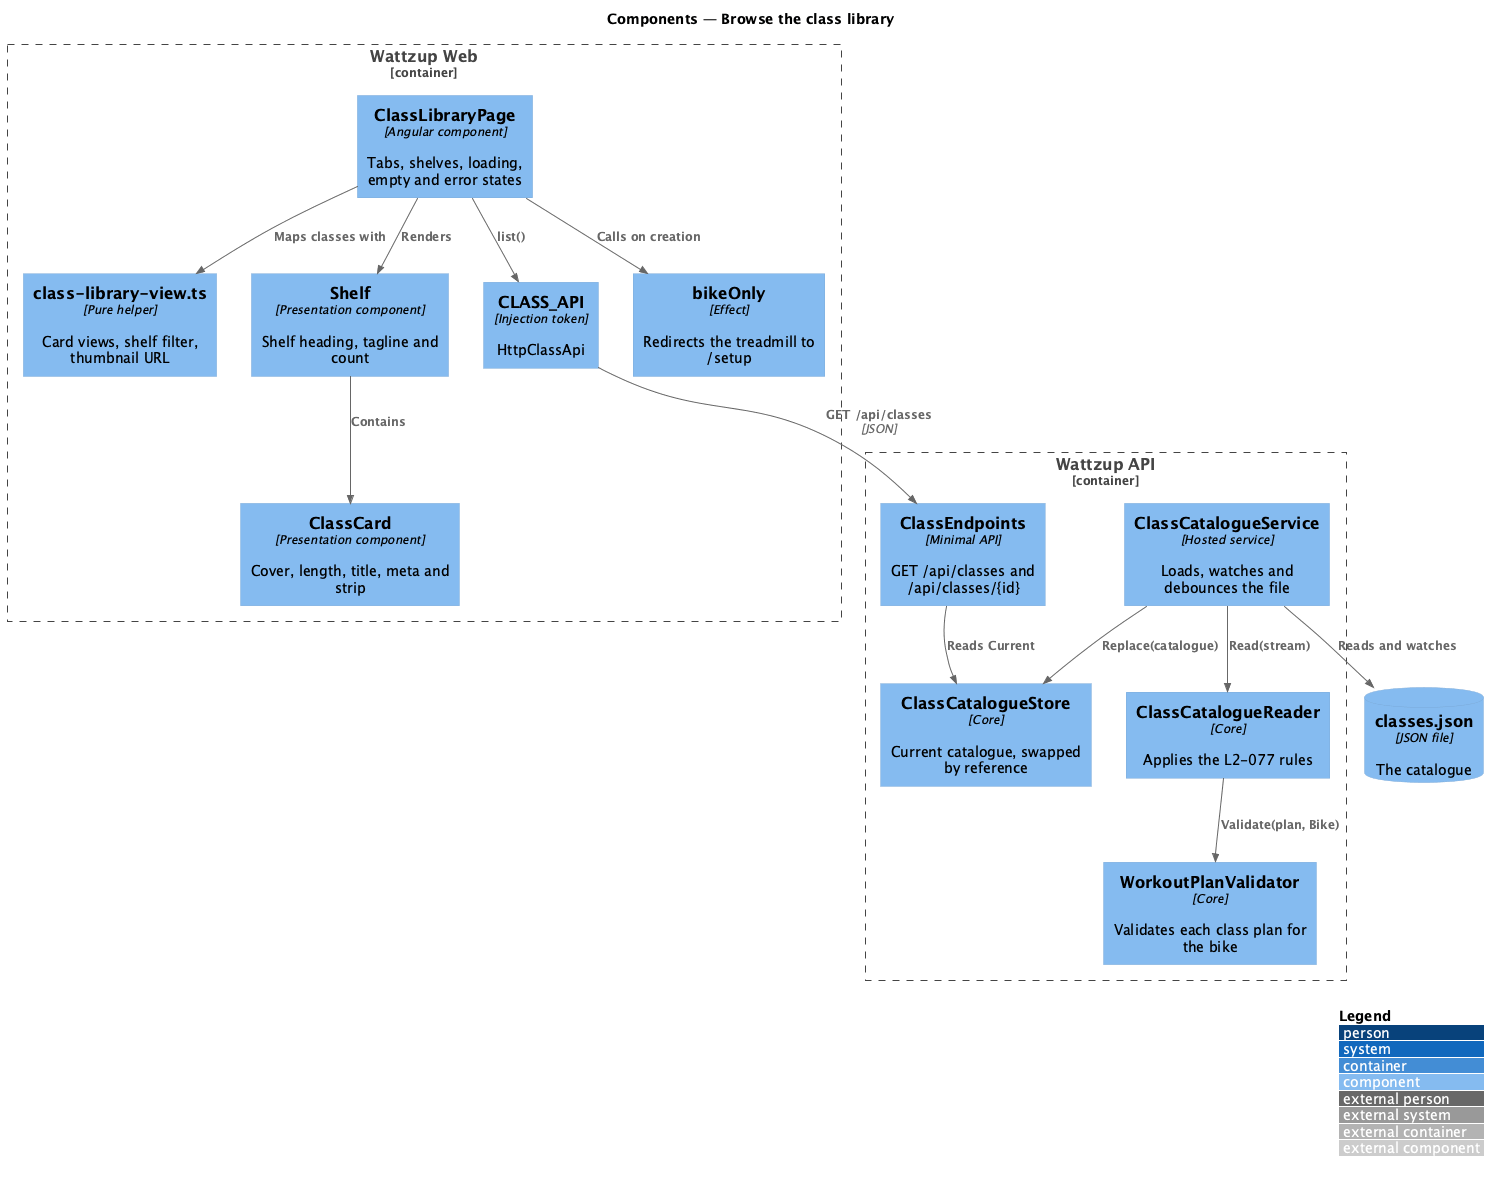 Components — Browse the class library
Wattzup Web
[container]
ClassLibraryPage
[Angular component]
Tabs, shelves, loading,
empty and error states
Maps classes with
Renders
list()
Calls on creation
class-library-view.ts
[Pure helper]
Card views, shelf filter,
thumbnail URL
Shelf
[Presentation component]
Shelf heading, tagline and
count
CLASS_API
[Injection token]
HttpClassApi
bikeOnly
[Effect]
Redirects the treadmill to
/setup
Contains
GET /api/classes
[JSON]
ClassCard
[Presentation component]
Cover, length, title, meta and
strip
Wattzup API
[container]
ClassEndpoints
[Minimal API]
GET /api/classes and
/api/classes/{id}
ClassCatalogueService
[Hosted service]
Loads, watches and
debounces the file
Reads Current
Replace(catalogue)
Read(stream)
Reads and watches
ClassCatalogueStore
[Core]
Current catalogue, swapped
by reference
ClassCatalogueReader
[Core]
Applies the L2-077 rules
classes.json
[JSON file]
The catalogue
Validate(plan, Bike)
WorkoutPlanValidator
[Core]
Validates each class plan for
the bike
Legend
person
system
container
component
external person
external system
external container
external component